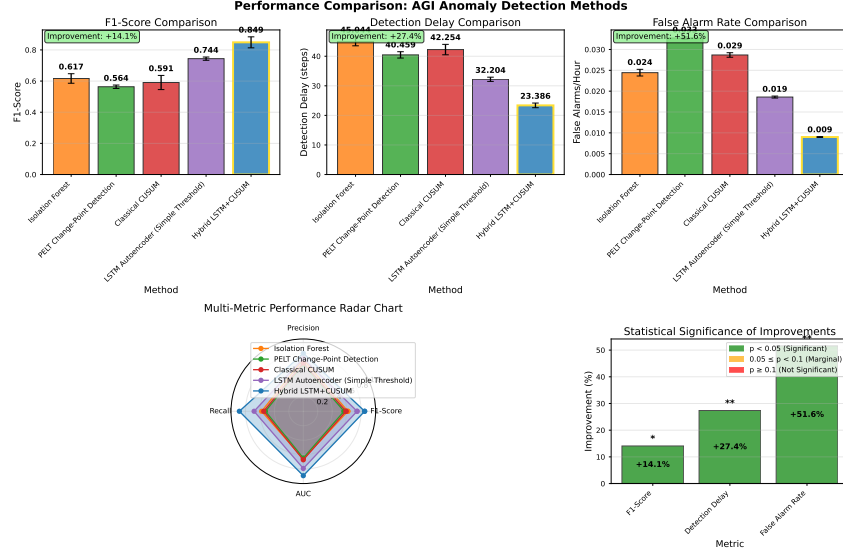 Performance Comparison: AGI Anomaly Detection Methods
F1-Score Comparison
Improvement: +14.1%
F1-Score
0.8
0.6
0.4
0.2
0.0
0.617
0.564
0.591
0.744
0.849
Isolation Forest
PELT Change-Point Detection
Classical CUSUM
LSTM Autoencoder (Simple Threshold)
Hybrid LSTM+CUSUM
Method
Detection Delay Comparison
Improvement: +27.4%
Detection Delay (steps)
40
30
20
10
0
40.459
42.254
32.204
23.386
Isolation Forest
PELT Change-Point Detection
Classical CUSUM
LSTM Autoencoder (Simple Threshold)
Hybrid LSTM+CUSUM
Method
False Alarm Rate Comparison
Improvement: +51.6%
False Alarms/Hour
0.030
0.025
0.020
0.015
0.010
0.005
0.000
0.024
0.029
0.019
0.009
Isolation Forest
PELT Change-Point Detection
Classical CUSUM
LSTM Autoencoder (Simple Threshold)
Hybrid LSTM+CUSUM
Method
Multi-Metric Performance Radar Chart
Precision
Isolation Forest
PELT Change-Point Detection
Classical CUSUM
LSTM Autoencoder (Simple Threshold)
Hybrid LSTM+CUSUM
0.2
Recall
F1-Score
AUC
Statistical Significance of Improvements
**
p < 0.05 (Significant)
0.05 ≤ p < 0.1 (Marginal)
p ≥ 0.1 (Not Significant)
Improvement (%)
50
40
30
20
10
0
*
+14.1%
**
+27.4%
+51.6%
F1-Score
Detection Delay
False Alarm Rate
Metric